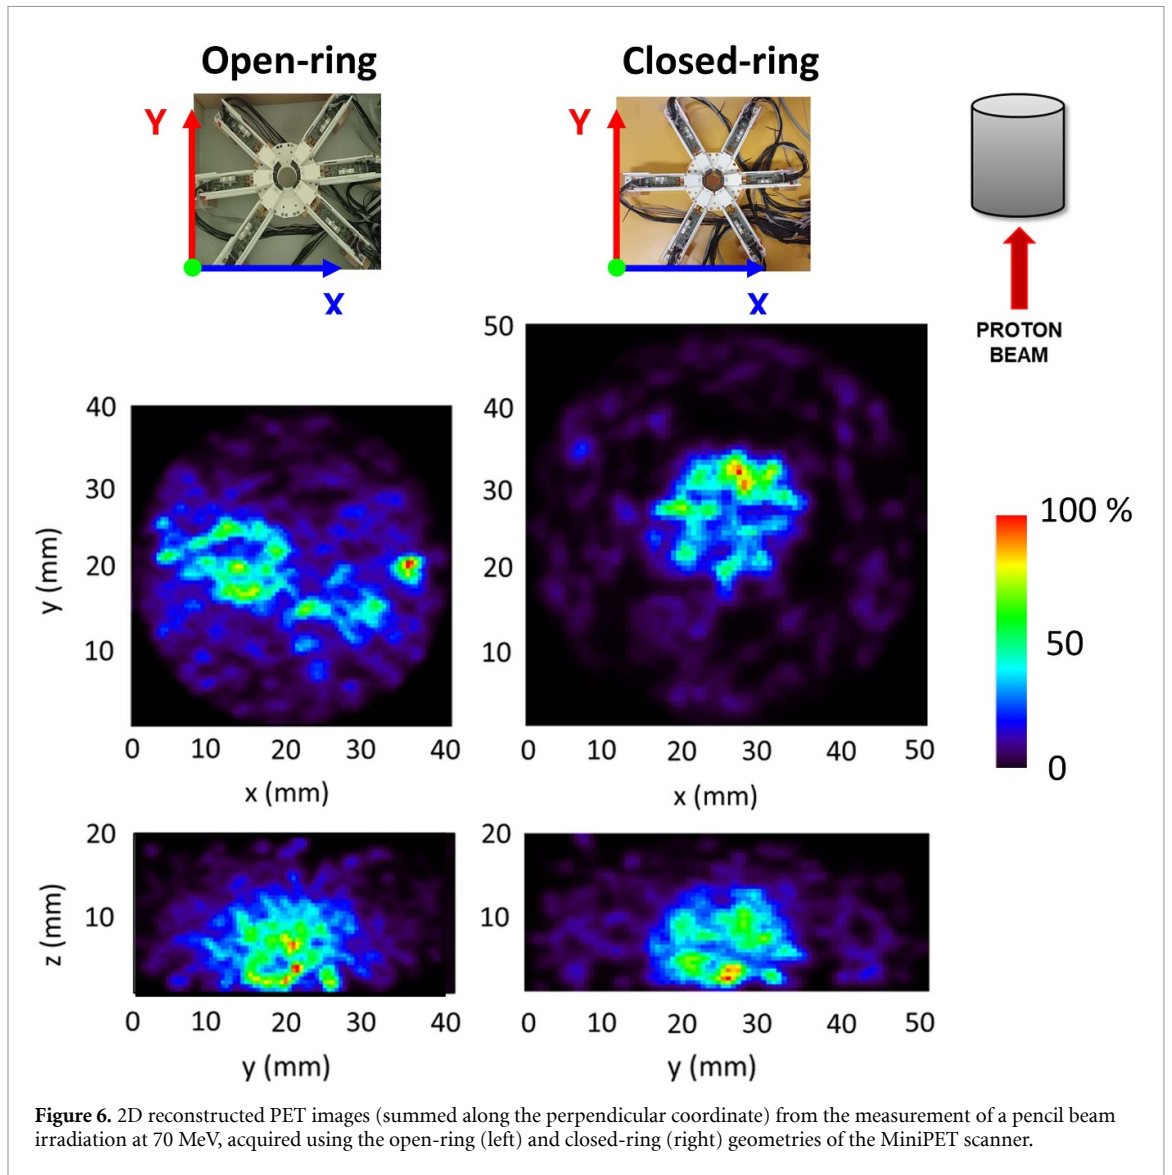 Open-ring
Closed-ring
Y
X
Y
X
PROTON
BEAM
40
30
20
10
0 10 20 30 40
x (mm)
y (mm)
50
40
30
20
10
0 10 20 30 40 50
x (mm)
100 %
50
0
20
10
z (mm)
0 10 20 30 40
y (mm)
20
10
0 10 20 30 40 50
y (mm)
Figure 6. 2D reconstructed PET images (summed along the perpendicular coordinate) from the measurement of a pencil beam
irradiation at 70 MeV, acquired using the open-ring (left) and closed-ring (right) geometries of the MiniPET scanner.